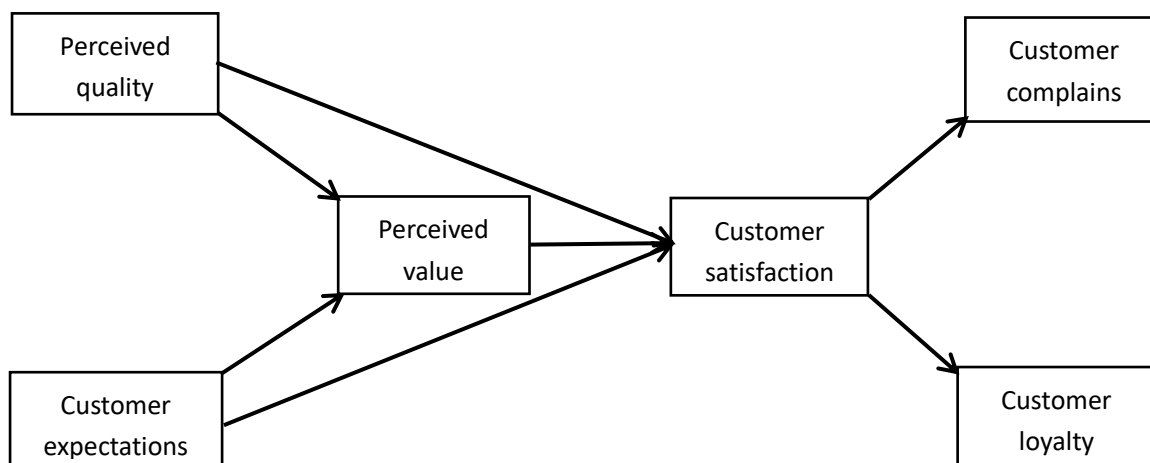 Perceived
quality
Customer
complains
Perceived
value
Customer
satisfaction
Customer
expectations
Customer
loyalty